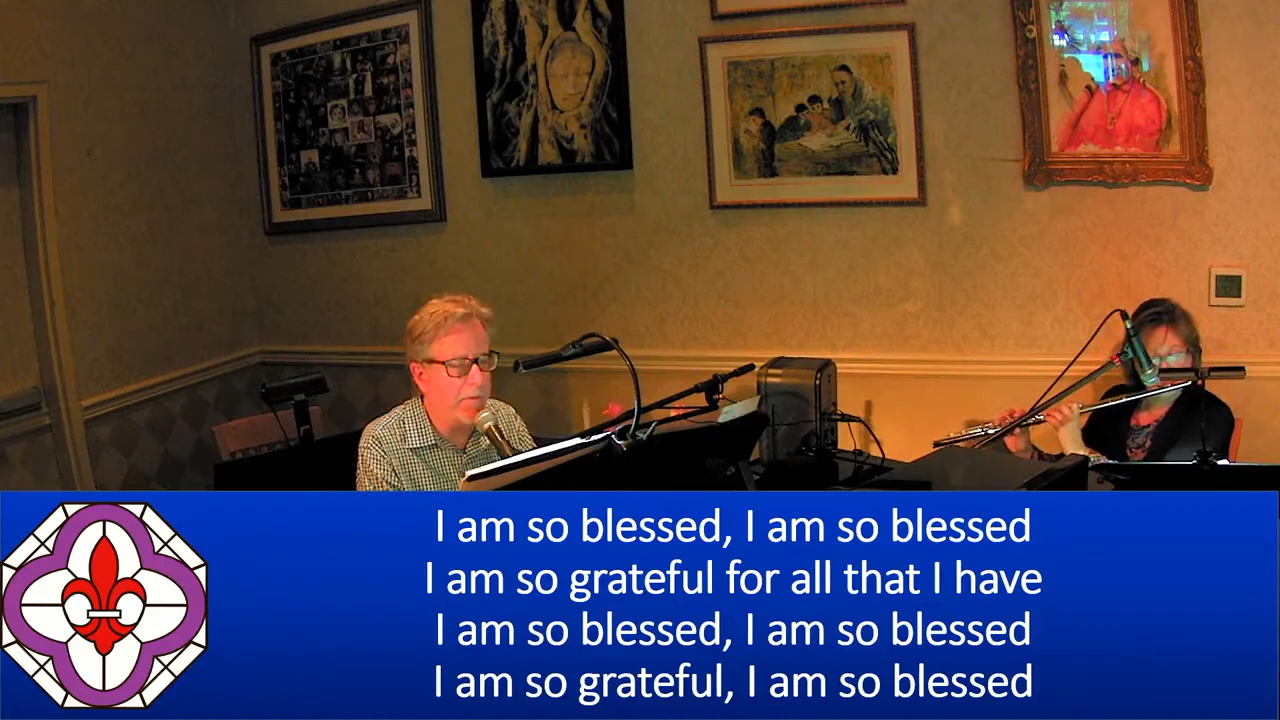 I am so blessed, I am so blessed
I am so grateful for all that I have
I am so blessed, I am so blessed
I am so grateful, I am so blessed